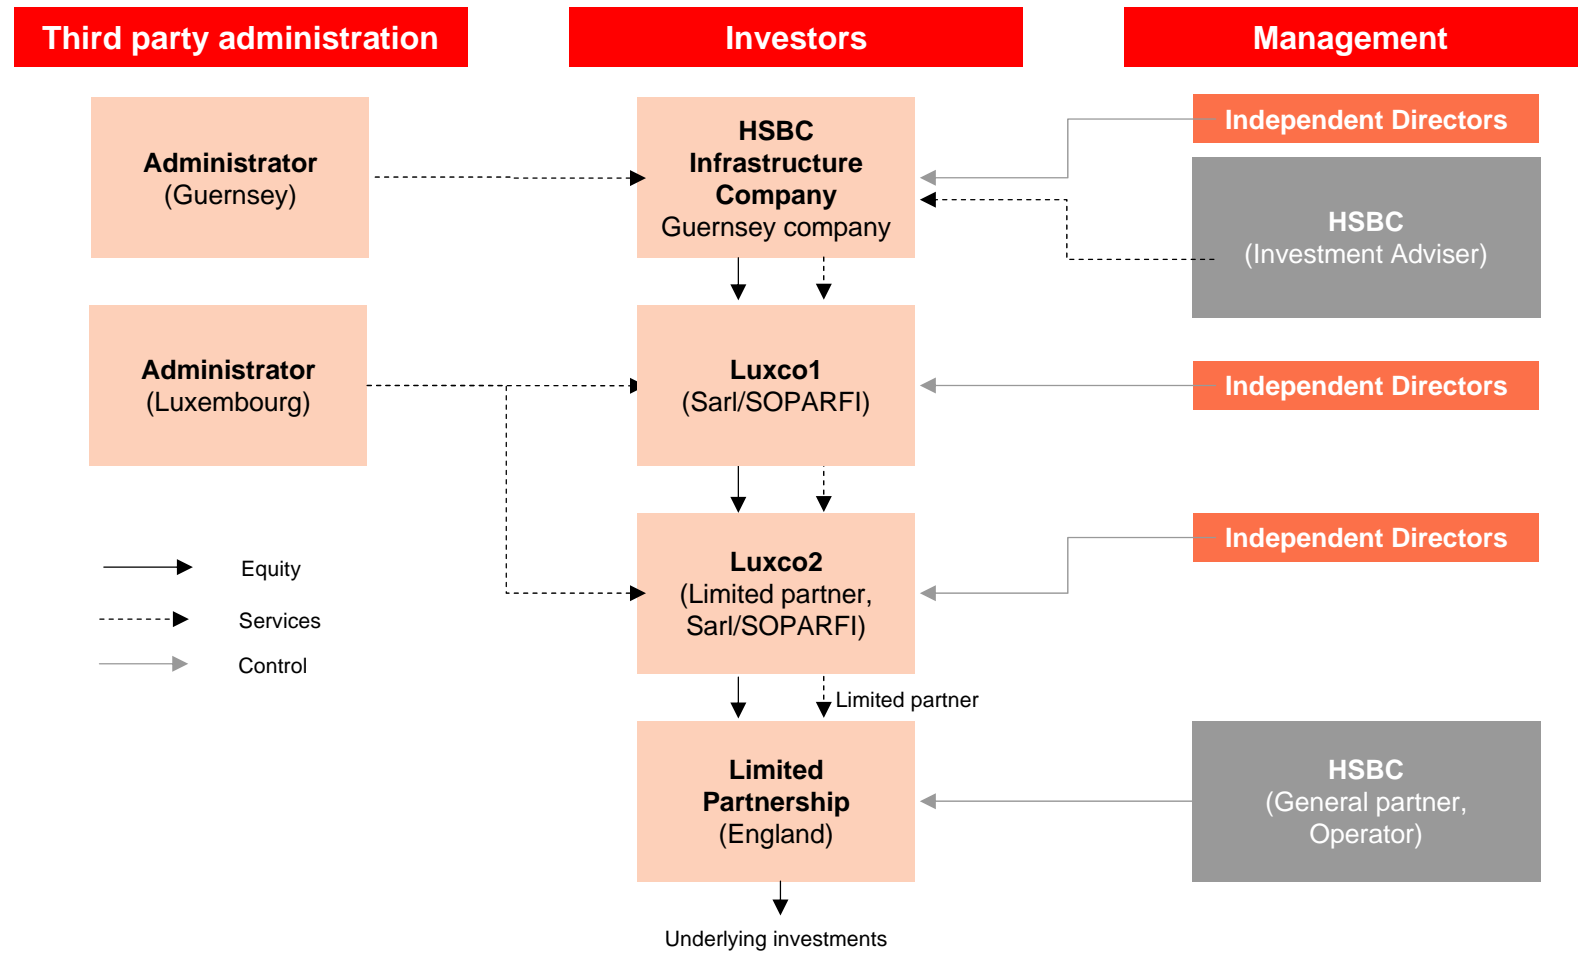 Third party administration
Investors
Management
Administrator
(Guernsey)
HSBC
Infrastructure
Company
Guernsey company
Independent Directors
HSBC
(Investment Adviser)
Administrator
(Luxembourg)
Luxco1
(Sarl/SOPARFI)
Independent Directors
Luxco2
(Limited partner,
Sarl/SOPARFI)
Independent Directors
Equity
Services
Control
Limited partner
Limited
Partnership
(England)
HSBC
(General partner,
Operator)
Underlying investments